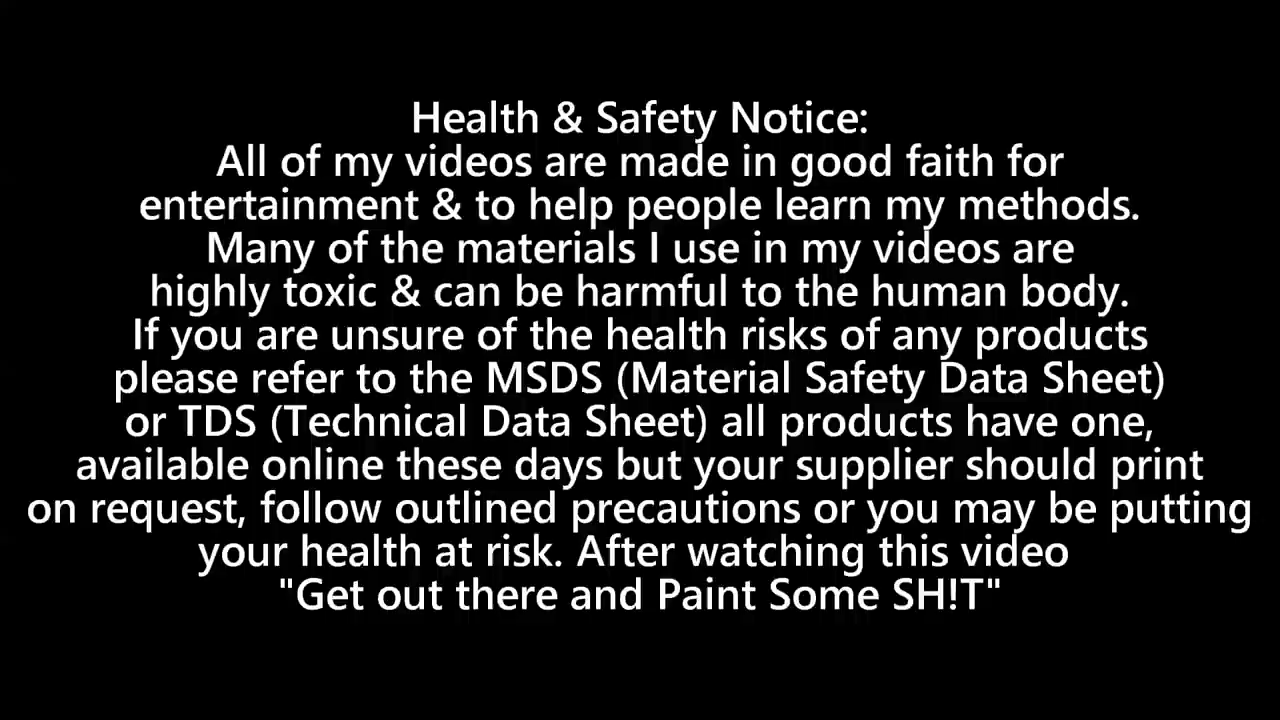 Health & Safety Notice:
All of my videos are made in good faith for
entertainment & to help people learn my methods.
Many of the materials I use in my videos are
highly toxic & can be harmful to the human body.
If you are unsure of the health risks of any products
please refer to the MSDS (Material Safety Data Sheet)
or TDS (Technical Data Sheet) all products have one,
available online these days but your supplier should print
on request, follow outlined precautions or you may be putting
your health at risk. After watching this video
"Get out there and Paint Some SH!T"